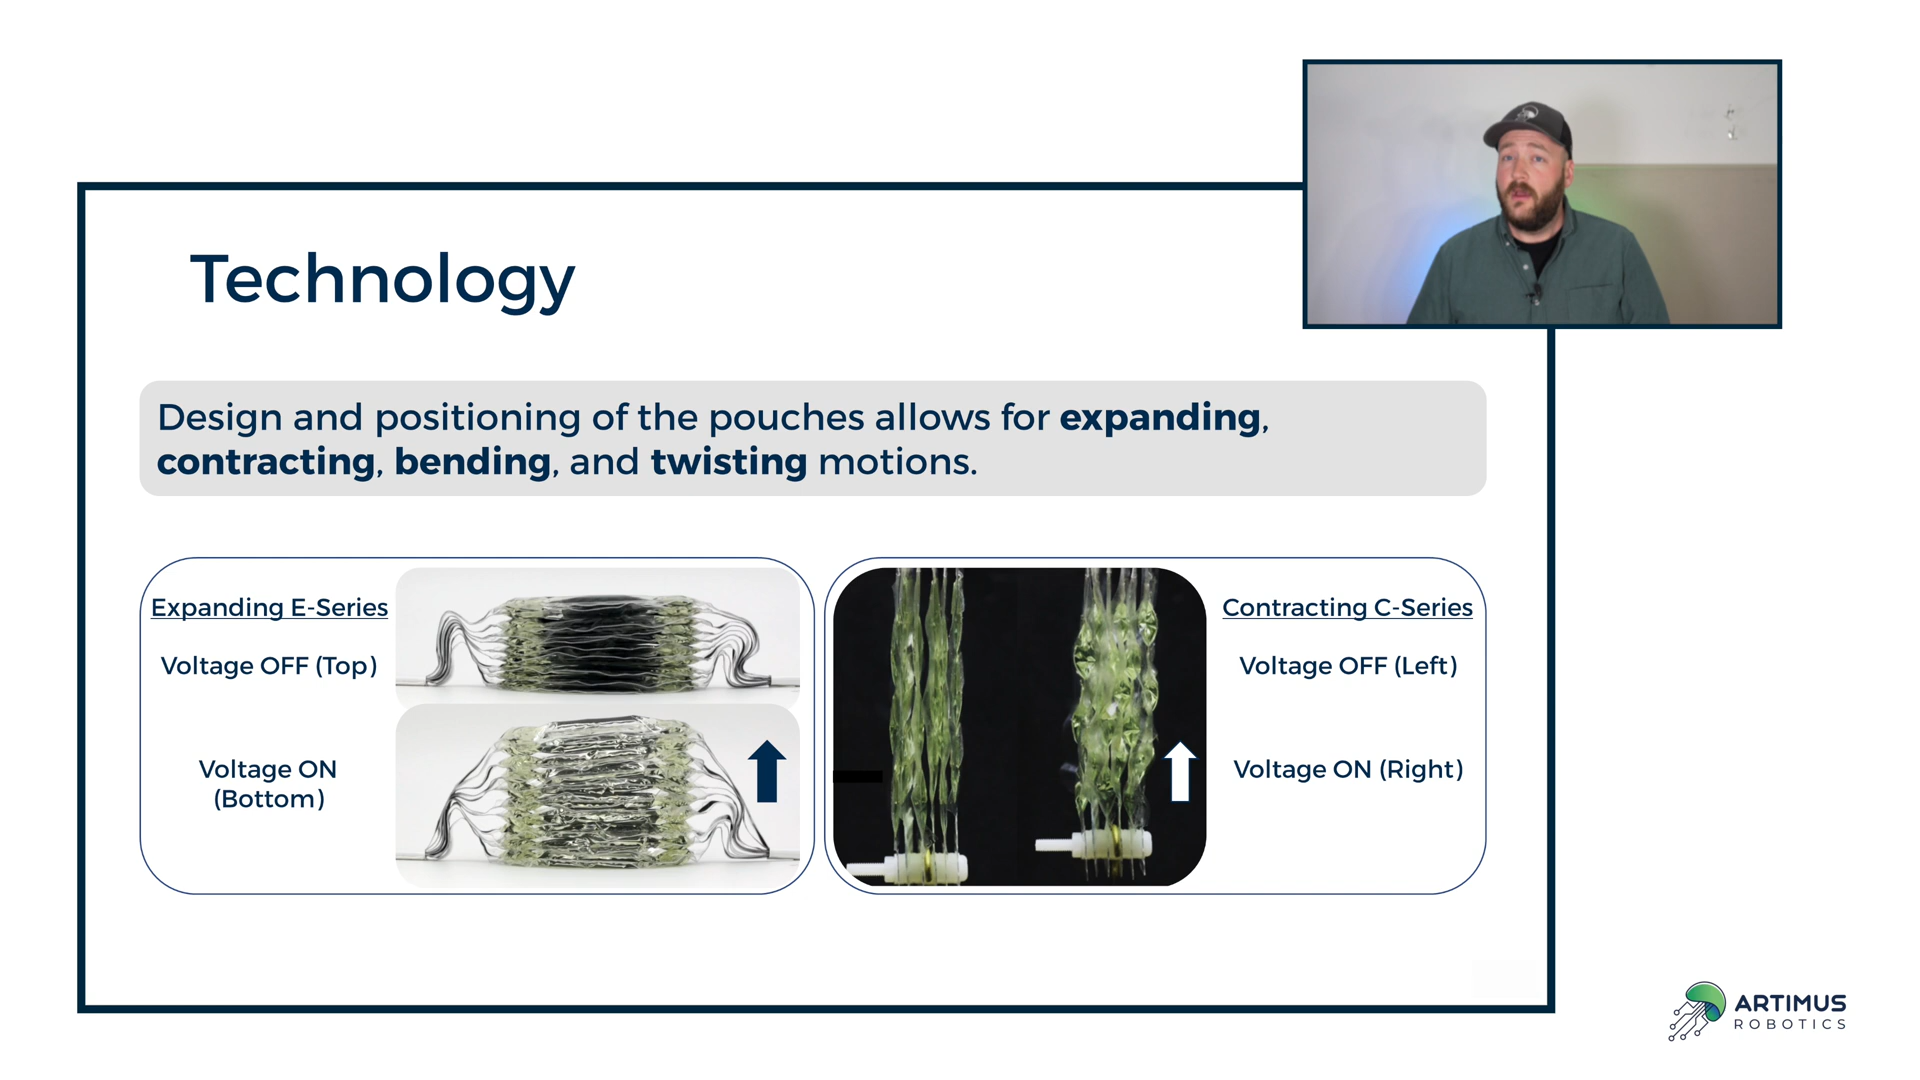 Technology
Design and positioning of the pouches allows for expanding,
contracting, bending, and twisting motions.
Expanding E-Series
Voltage OFF (Top)
Voltage ON
(Bottom)
Contracting C-Series
Voltage OFF (Left)
Voltage ON (Right)
ARTIMUS
ROBOTICS